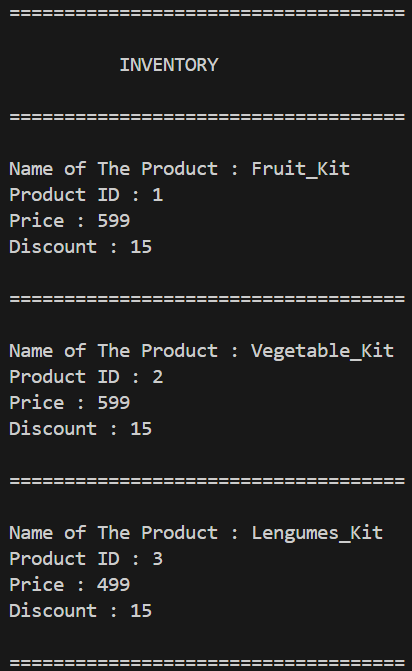 ====================================
INVENTORY
====================================
Name of The Product : Fruit_Kit
Product ID : 1
Price : 599
Discount : 15
====================================
Name of The Product : Vegetable_Kit
Product ID : 2
Price : 599
Discount : 15
====================================
Name of The Product : Lengumes_Kit
Product ID : 3
Price : 499
Discount : 15
====================================